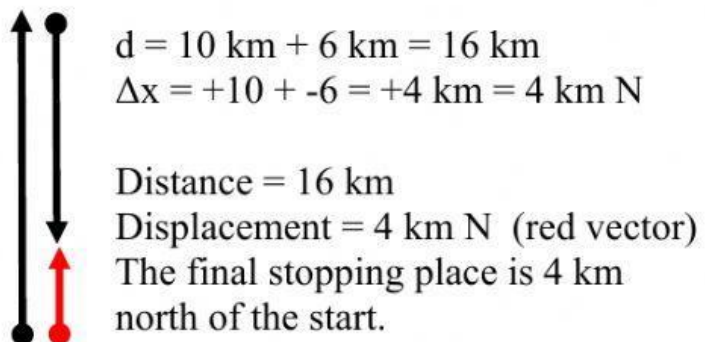 d = 10 km + 6 km = 16 km
Δx = +10 + -6 = +4 km = 4 km N
Distance = 16 km
Displacement = 4 km N (red vector)
The final stopping place is 4 km
north of the start.